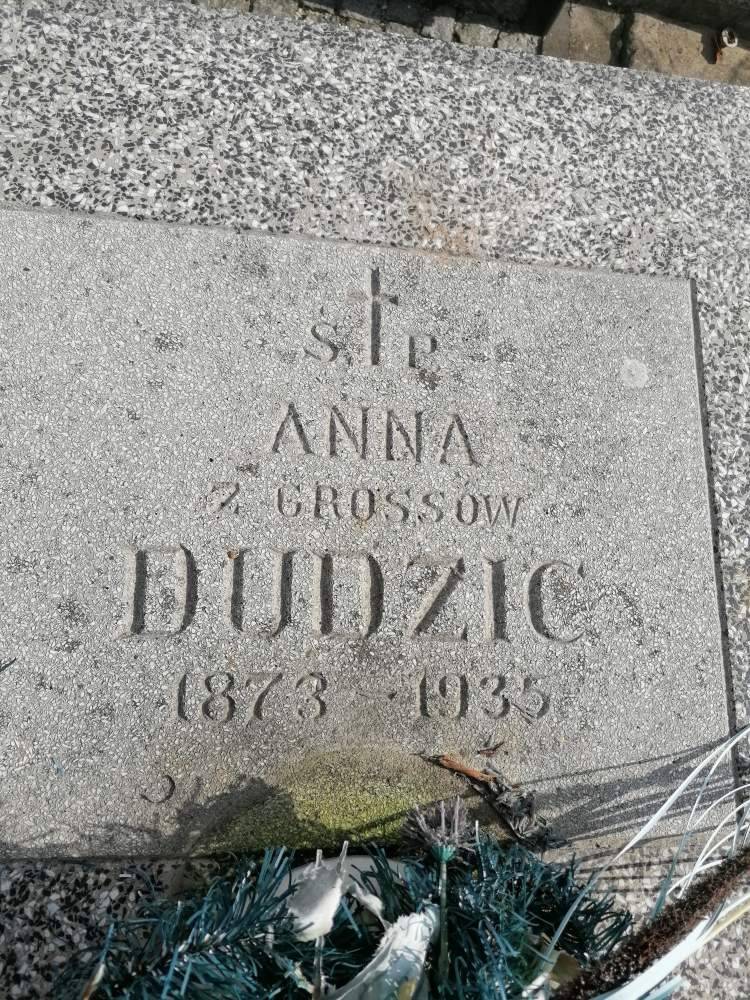 Ś. P.
ANNA
Z GROSSÓW
DUDZIC
1873 - 1935